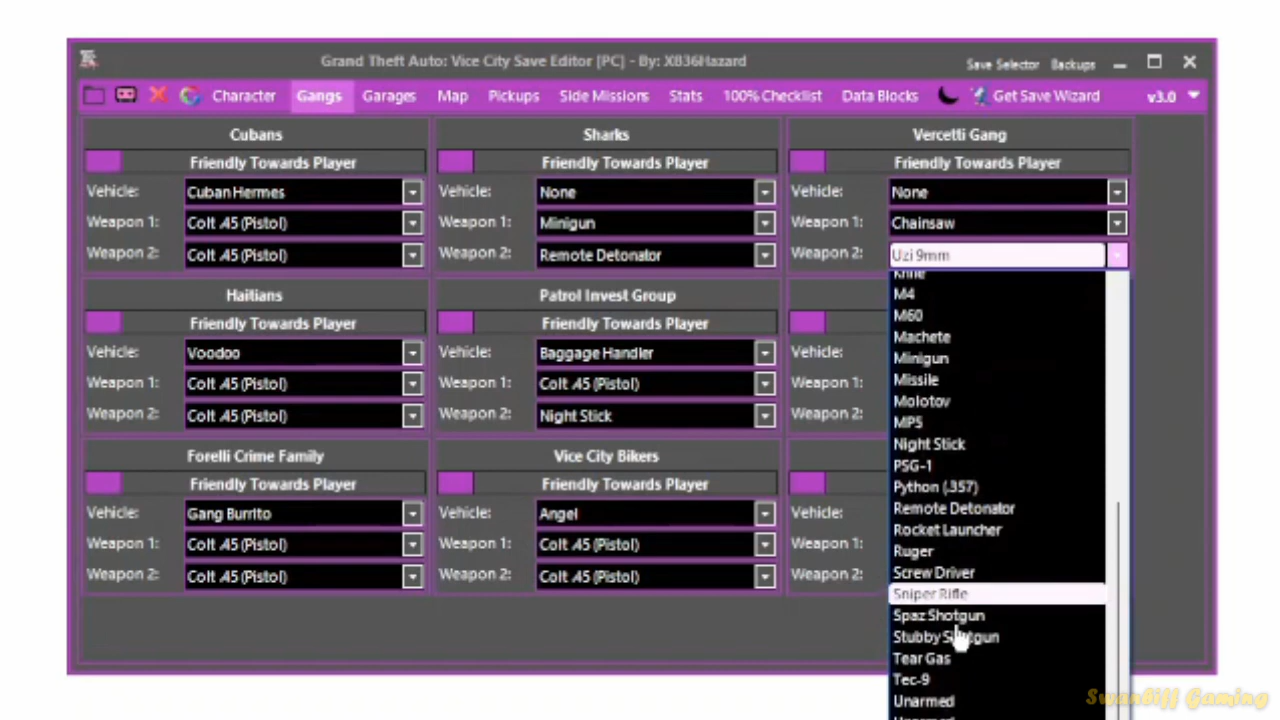 Grand Theft Auto: Vice City Save Editor [PC] - By: X836Hazard
Save Selector Backups
Character Gangs Garages Map Pickups Side Missions Stats 100% Checklist Data Blocks Get Save Wizard v3.0
Cubans
Friendly Towards Player
Vehicle: Cuban Hermes
Weapon 1: Colt .45 (Pistol)
Weapon 2: Colt .45 (Pistol)
Sharks
Friendly Towards Player
Vehicle: None
Weapon 1: Minigun
Weapon 2: Remote Detonator
Vercetti Gang
Friendly Towards Player
Vehicle: None
Weapon 1: Chainsaw
Weapon 2: Uzi 9mm
Haitians
Friendly Towards Player
Vehicle: Voodoo
Weapon 1: Colt .45 (Pistol)
Weapon 2: Colt .45 (Pistol)
Patrol Invest Group
Friendly Towards Player
Vehicle: Baggage Handler
Weapon 1: Colt .45 (Pistol)
Weapon 2: Night Stick
Vehicle:
Weapon 1:
Weapon 2:
Forelli Crime Family
Friendly Towards Player
Vehicle: Gang Burrito
Weapon 1: Colt .45 (Pistol)
Weapon 2: Colt .45 (Pistol)
Vice City Bikers
Friendly Towards Player
Vehicle: Angel
Weapon 1: Colt .45 (Pistol)
Weapon 2: Colt .45 (Pistol)
Vehicle:
Weapon 1:
Weapon 2:
Knife
M4
M60
Machete
Minigun
Missile
Molotov
MP5
Night Stick
PSG-1
Python (.357)
Remote Detonator
Rocket Launcher
Ruger
Screw Driver
Sniper Rifle
Spaz Shotgun
Stubby Shotgun
Tear Gas
Tec-9
Unarmed
SwanBiff Gaming